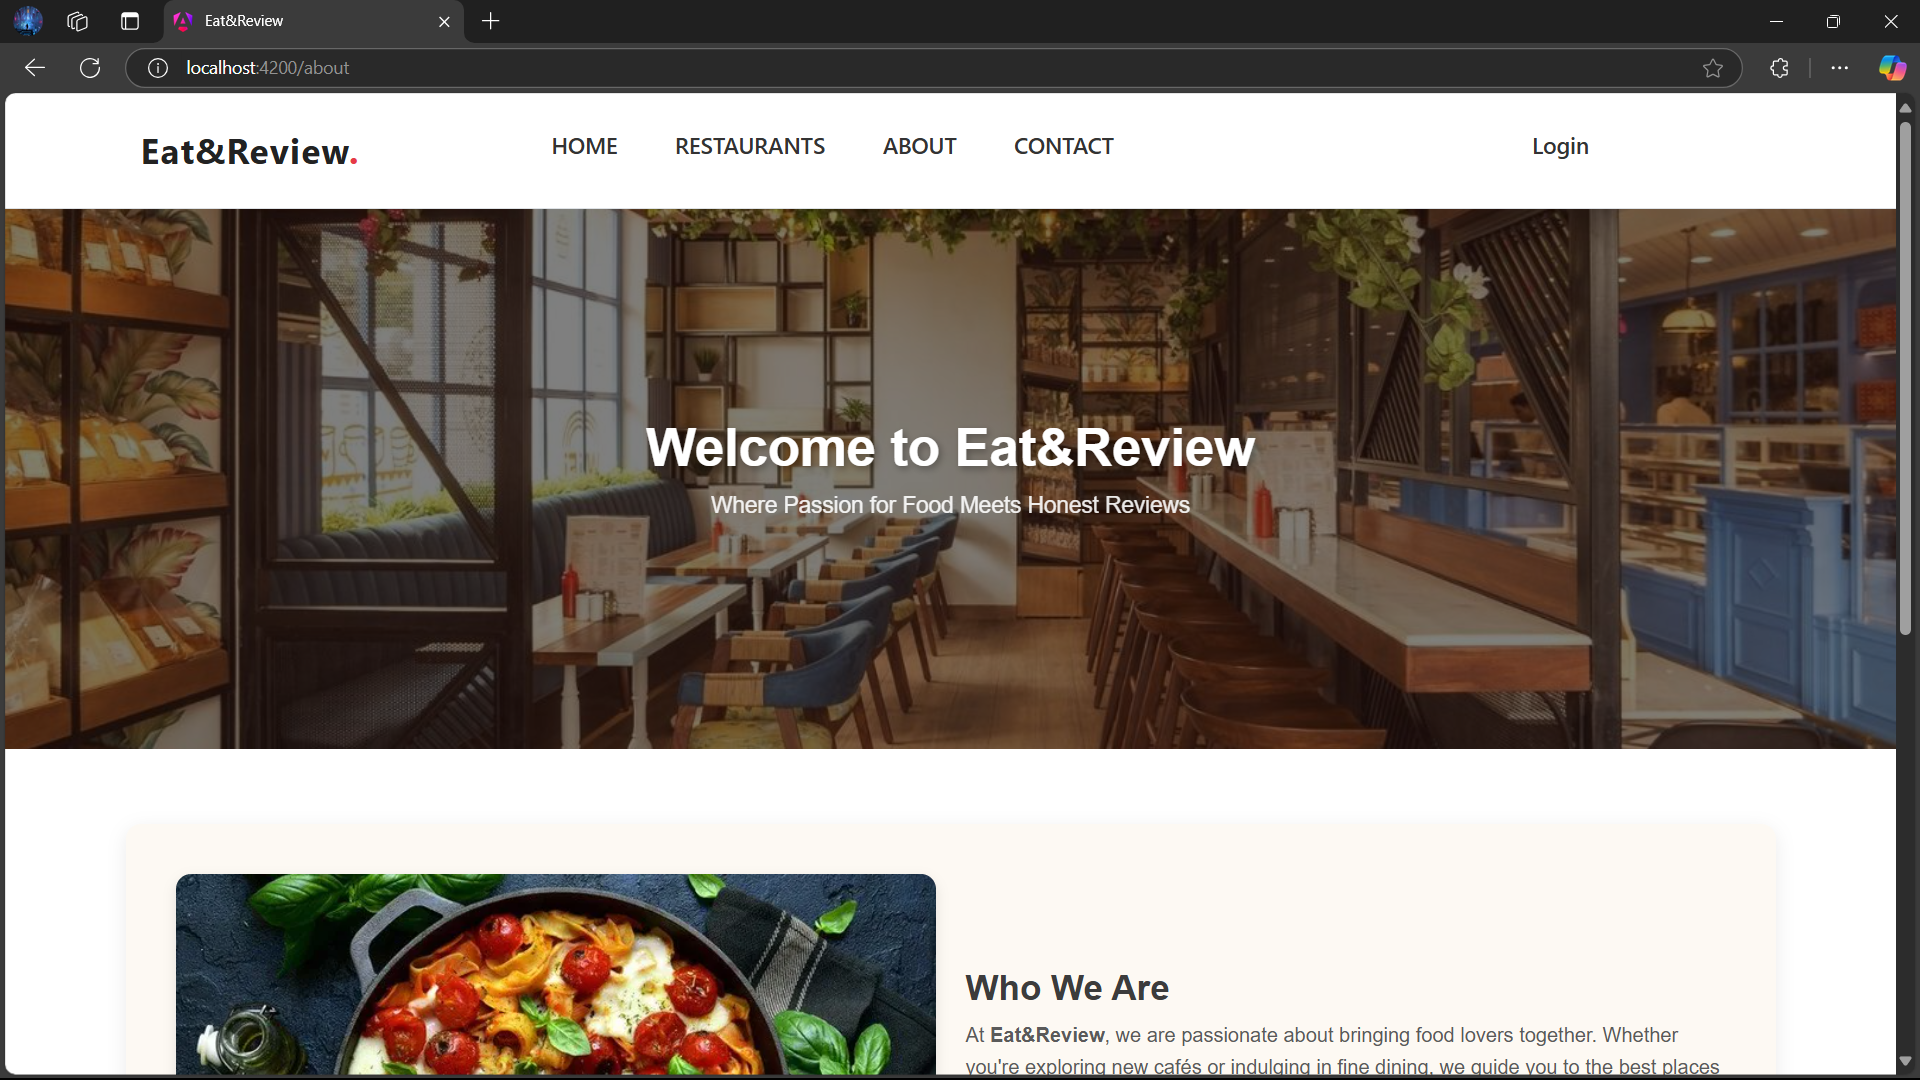 Eat&Review
localhost:4200/about
Eat&Review.
HOME
RESTAURANTS
ABOUT
CONTACT
Login
Welcome to Eat&Review
Where Passion for Food Meets Honest Reviews
Who We Are
At Eat&Review, we are passionate about bringing food lovers together. Whether
you're exploring new cafés or indulging in fine dining, we guide you to the best places